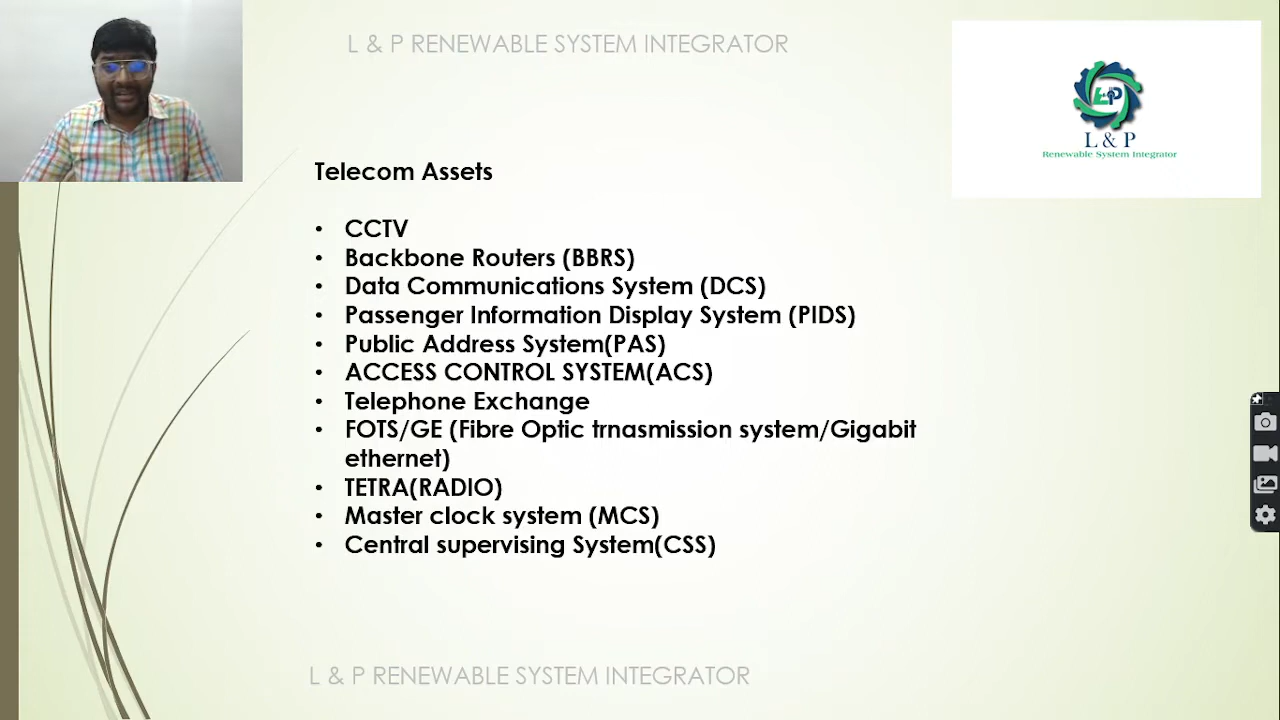 L & P RENEWABLE SYSTEM INTEGRATOR
L&P
L & P
Renewable System Integrator
Telecom Assets
• CCTV
• Backbone Routers (BBRS)
• Data Communications System (DCS)
• Passenger Information Display System (PIDS)
• Public Address System(PAS)
• ACCESS CONTROL SYSTEM(ACS)
• Telephone Exchange
• FOTS/GE (Fibre Optic trnasmission system/Gigabit
ethernet)
• TETRA(RADIO)
• Master clock system (MCS)
• Central supervising System(CSS)
L & P RENEWABLE SYSTEM INTEGRATOR